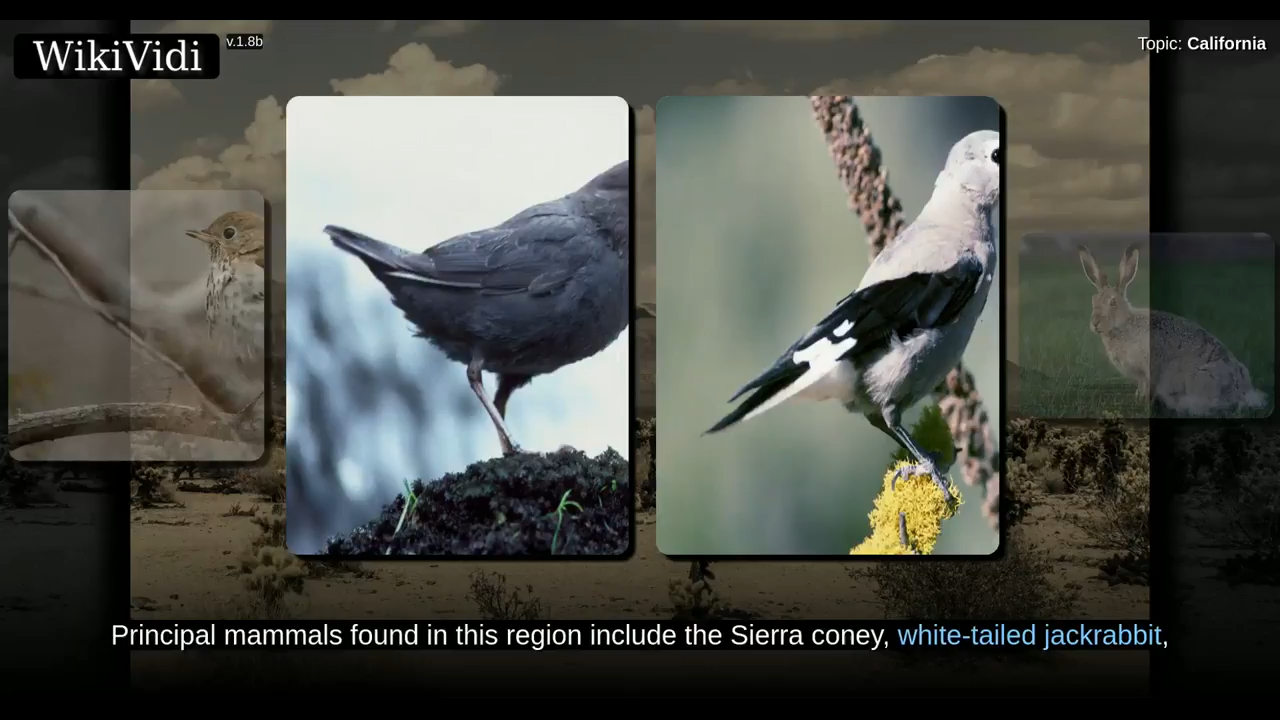 WikiVidi
v.1.8b
Topic: California
Principal mammals found in this region include the Sierra coney, white-tailed jackrabbit,